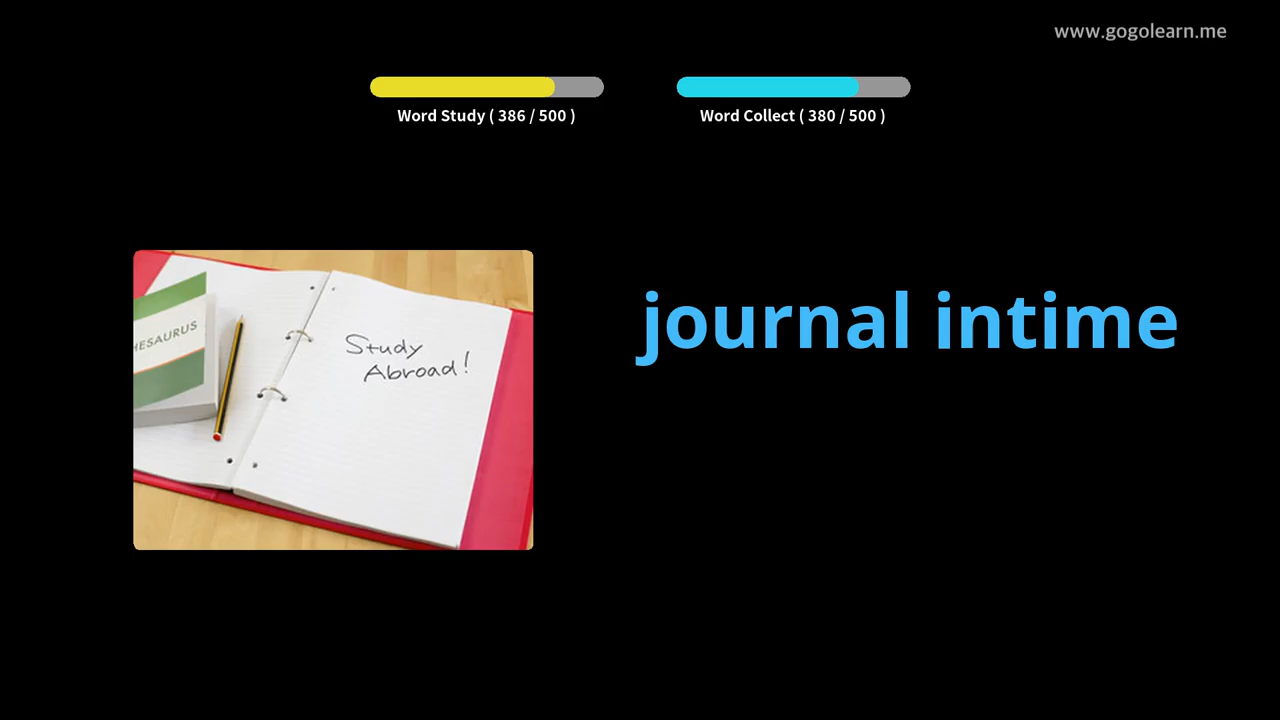 www.gogolearn.me
Word Study ( 386 / 500 )
Word Collect ( 380 / 500 )
journal intime
HESAURUS
Study
Abroad!